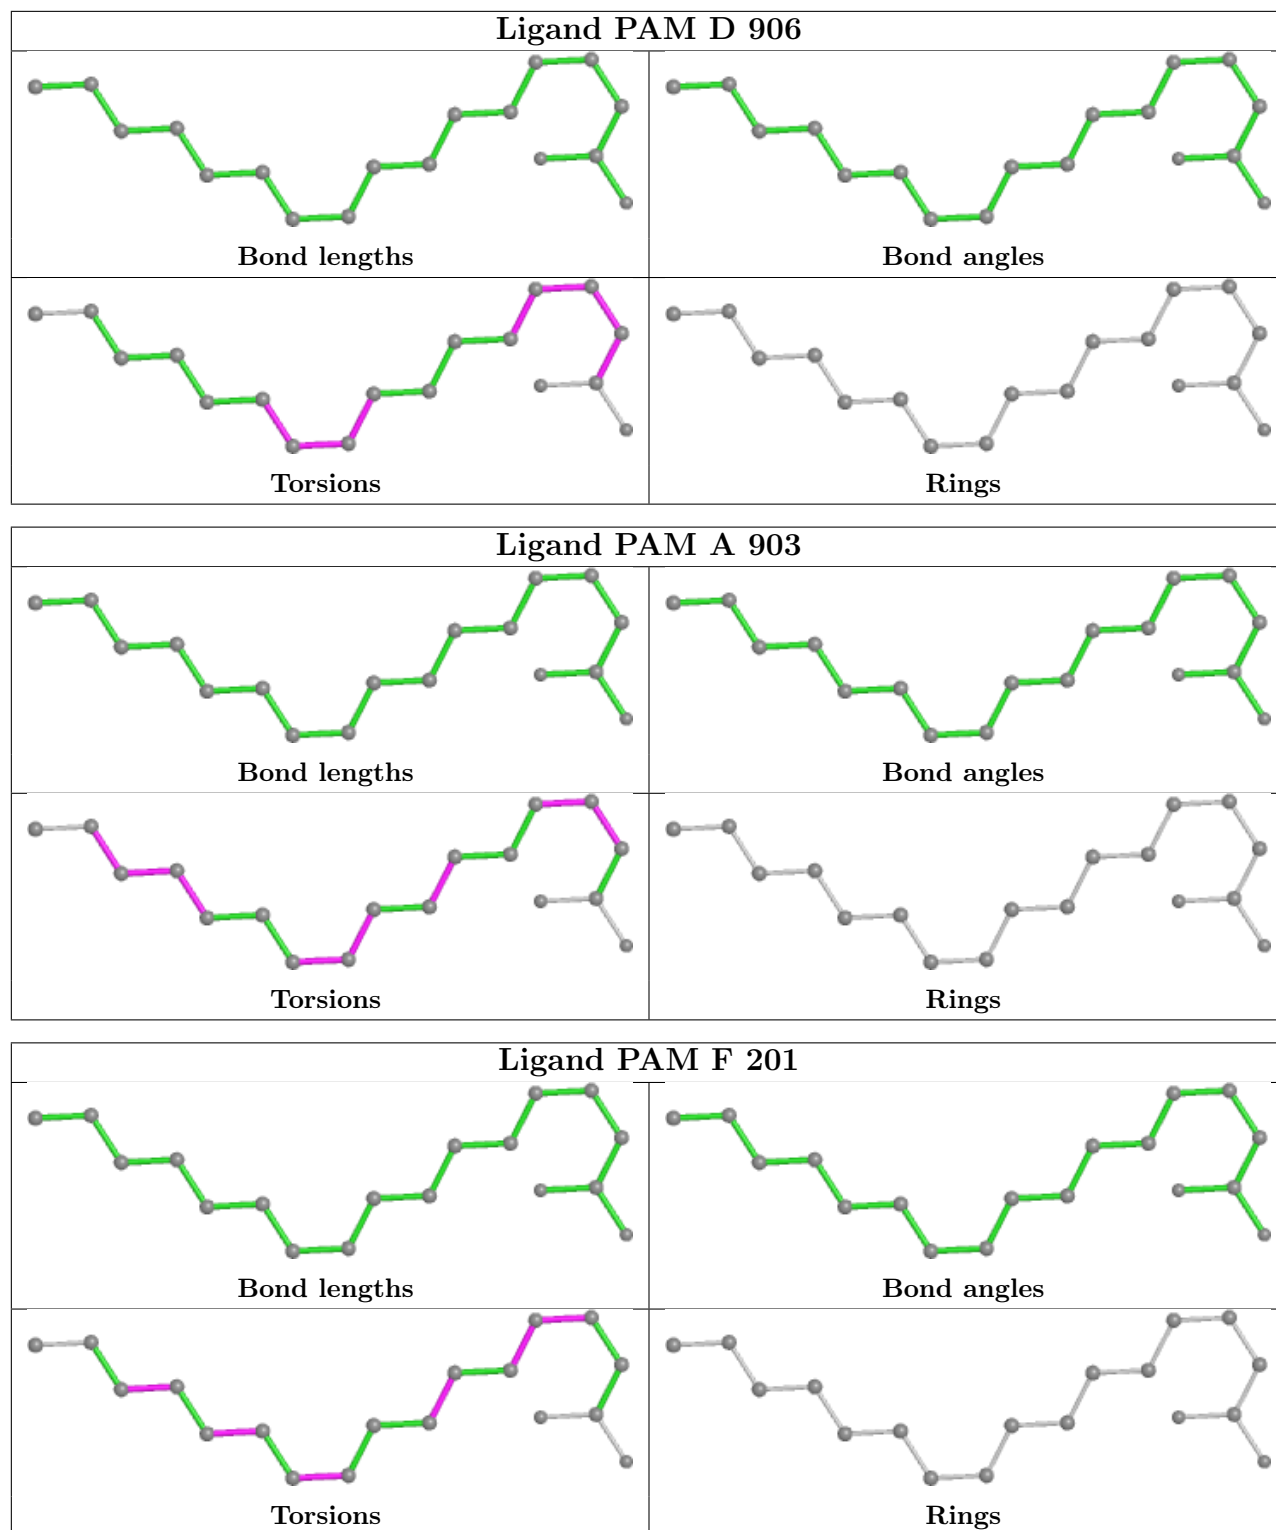 Ligand PAM D 906
Bond lengths
Bond angles
Torsions
Rings
Ligand PAM A 903
Bond lengths
Bond angles
Torsions
Rings
Ligand PAM F 201
Bond lengths
Bond angles
Torsions
Rings